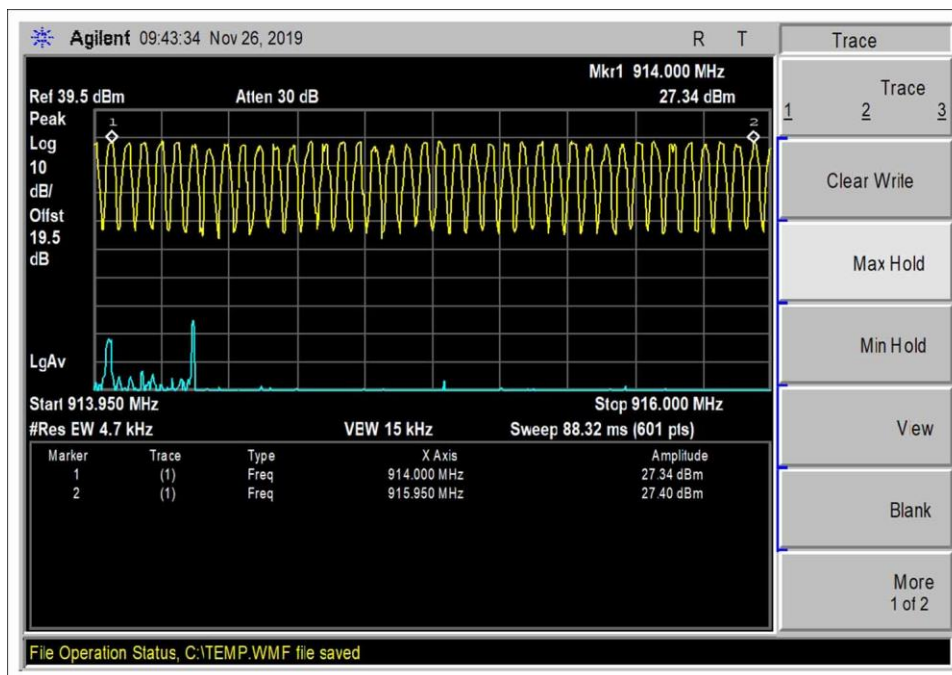 Agilent 09:43:34 Nov 26, 2019 R T
Mkr1 914.000 MHz
Ref 39.5 dBm Atten 30 dB 27.34 dBm
Peak
Log
10
dB/
Offst
19.5
dB
LgAv
1
2
Start 913.950 MHz Stop 916.000 MHz
#Res EW 4.7 kHz VEW 15 kHz Sweep 88.32 ms (601 pts)
Marker Trace Type X Axis Amplitude
1 (1) Freq 914.000 MHz 27.34 dBm
2 (1) Freq 915.950 MHz 27.40 dBm
File Operation Status, C:\TEMP.WMF file saved
Trace
Trace
1 2 3
Clear Write
Max Hold
Min Hold
View
Blank
More
1 of 2